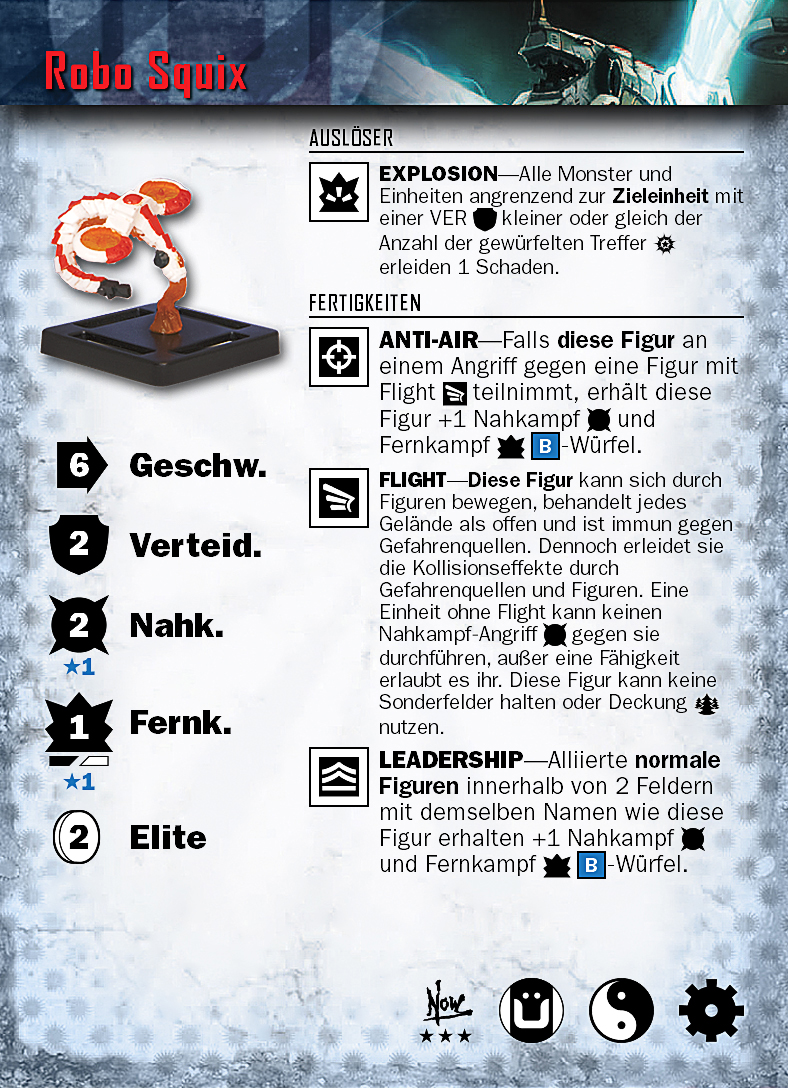 Robo Squix
AUSLÖSER
EXPLOSION—Alle Monster und
Einheiten angrenzend zur Zieleinheit mit
einer VER kleiner oder gleich der
Anzahl der gewürfelten Treffer
erleiden 1 Schaden.
FERTIGKEITEN
ANTI-AIR—Falls diese Figur an
einem Angriff gegen eine Figur mit
Flight teilnimmt, erhält diese
Figur +1 Nahkampf und
Fernkampf B-Würfel.
FLIGHT—Diese Figur kann sich durch
Figuren bewegen, behandelt jedes
Gelände als offen und ist immun gegen
Gefahrenquellen. Dennoch erleidet sie
die Kollisionseffekte durch
Gefahrenquellen und Figuren. Eine
Einheit ohne Flight kann keinen
Nahkampf-Angriff gegen sie
durchführen, außer eine Fähigkeit
erlaubt es ihr. Diese Figur kann keine
Sonderfelder halten oder Deckung
nutzen.
LEADERSHIP—Alliierte normale
Figuren innerhalb von 2 Feldern
mit demselben Namen wie diese
Figur erhalten +1 Nahkampf
und Fernkampf B-Würfel.
6 Geschw.
2 Verteid.
2 Nahk.
★1
1 Fernk.
★1
2 Elite
Now
★★★